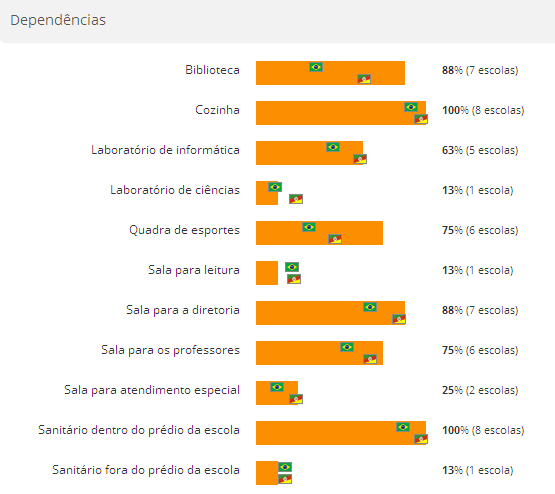 Dependências
Biblioteca 88% (7 escolas)
Cozinha 100% (8 escolas)
Laboratório de informática 63% (5 escolas)
Laboratório de ciências 13% (1 escola)
Quadra de esportes 75% (6 escolas)
Sala para leitura 13% (1 escola)
Sala para a diretoria 88% (7 escolas)
Sala para os professores 75% (6 escolas)
Sala para atendimento especial 25% (2 escolas)
Sanitário dentro do prédio da escola 100% (8 escolas)
Sanitário fora do prédio da escola 13% (1 escola)